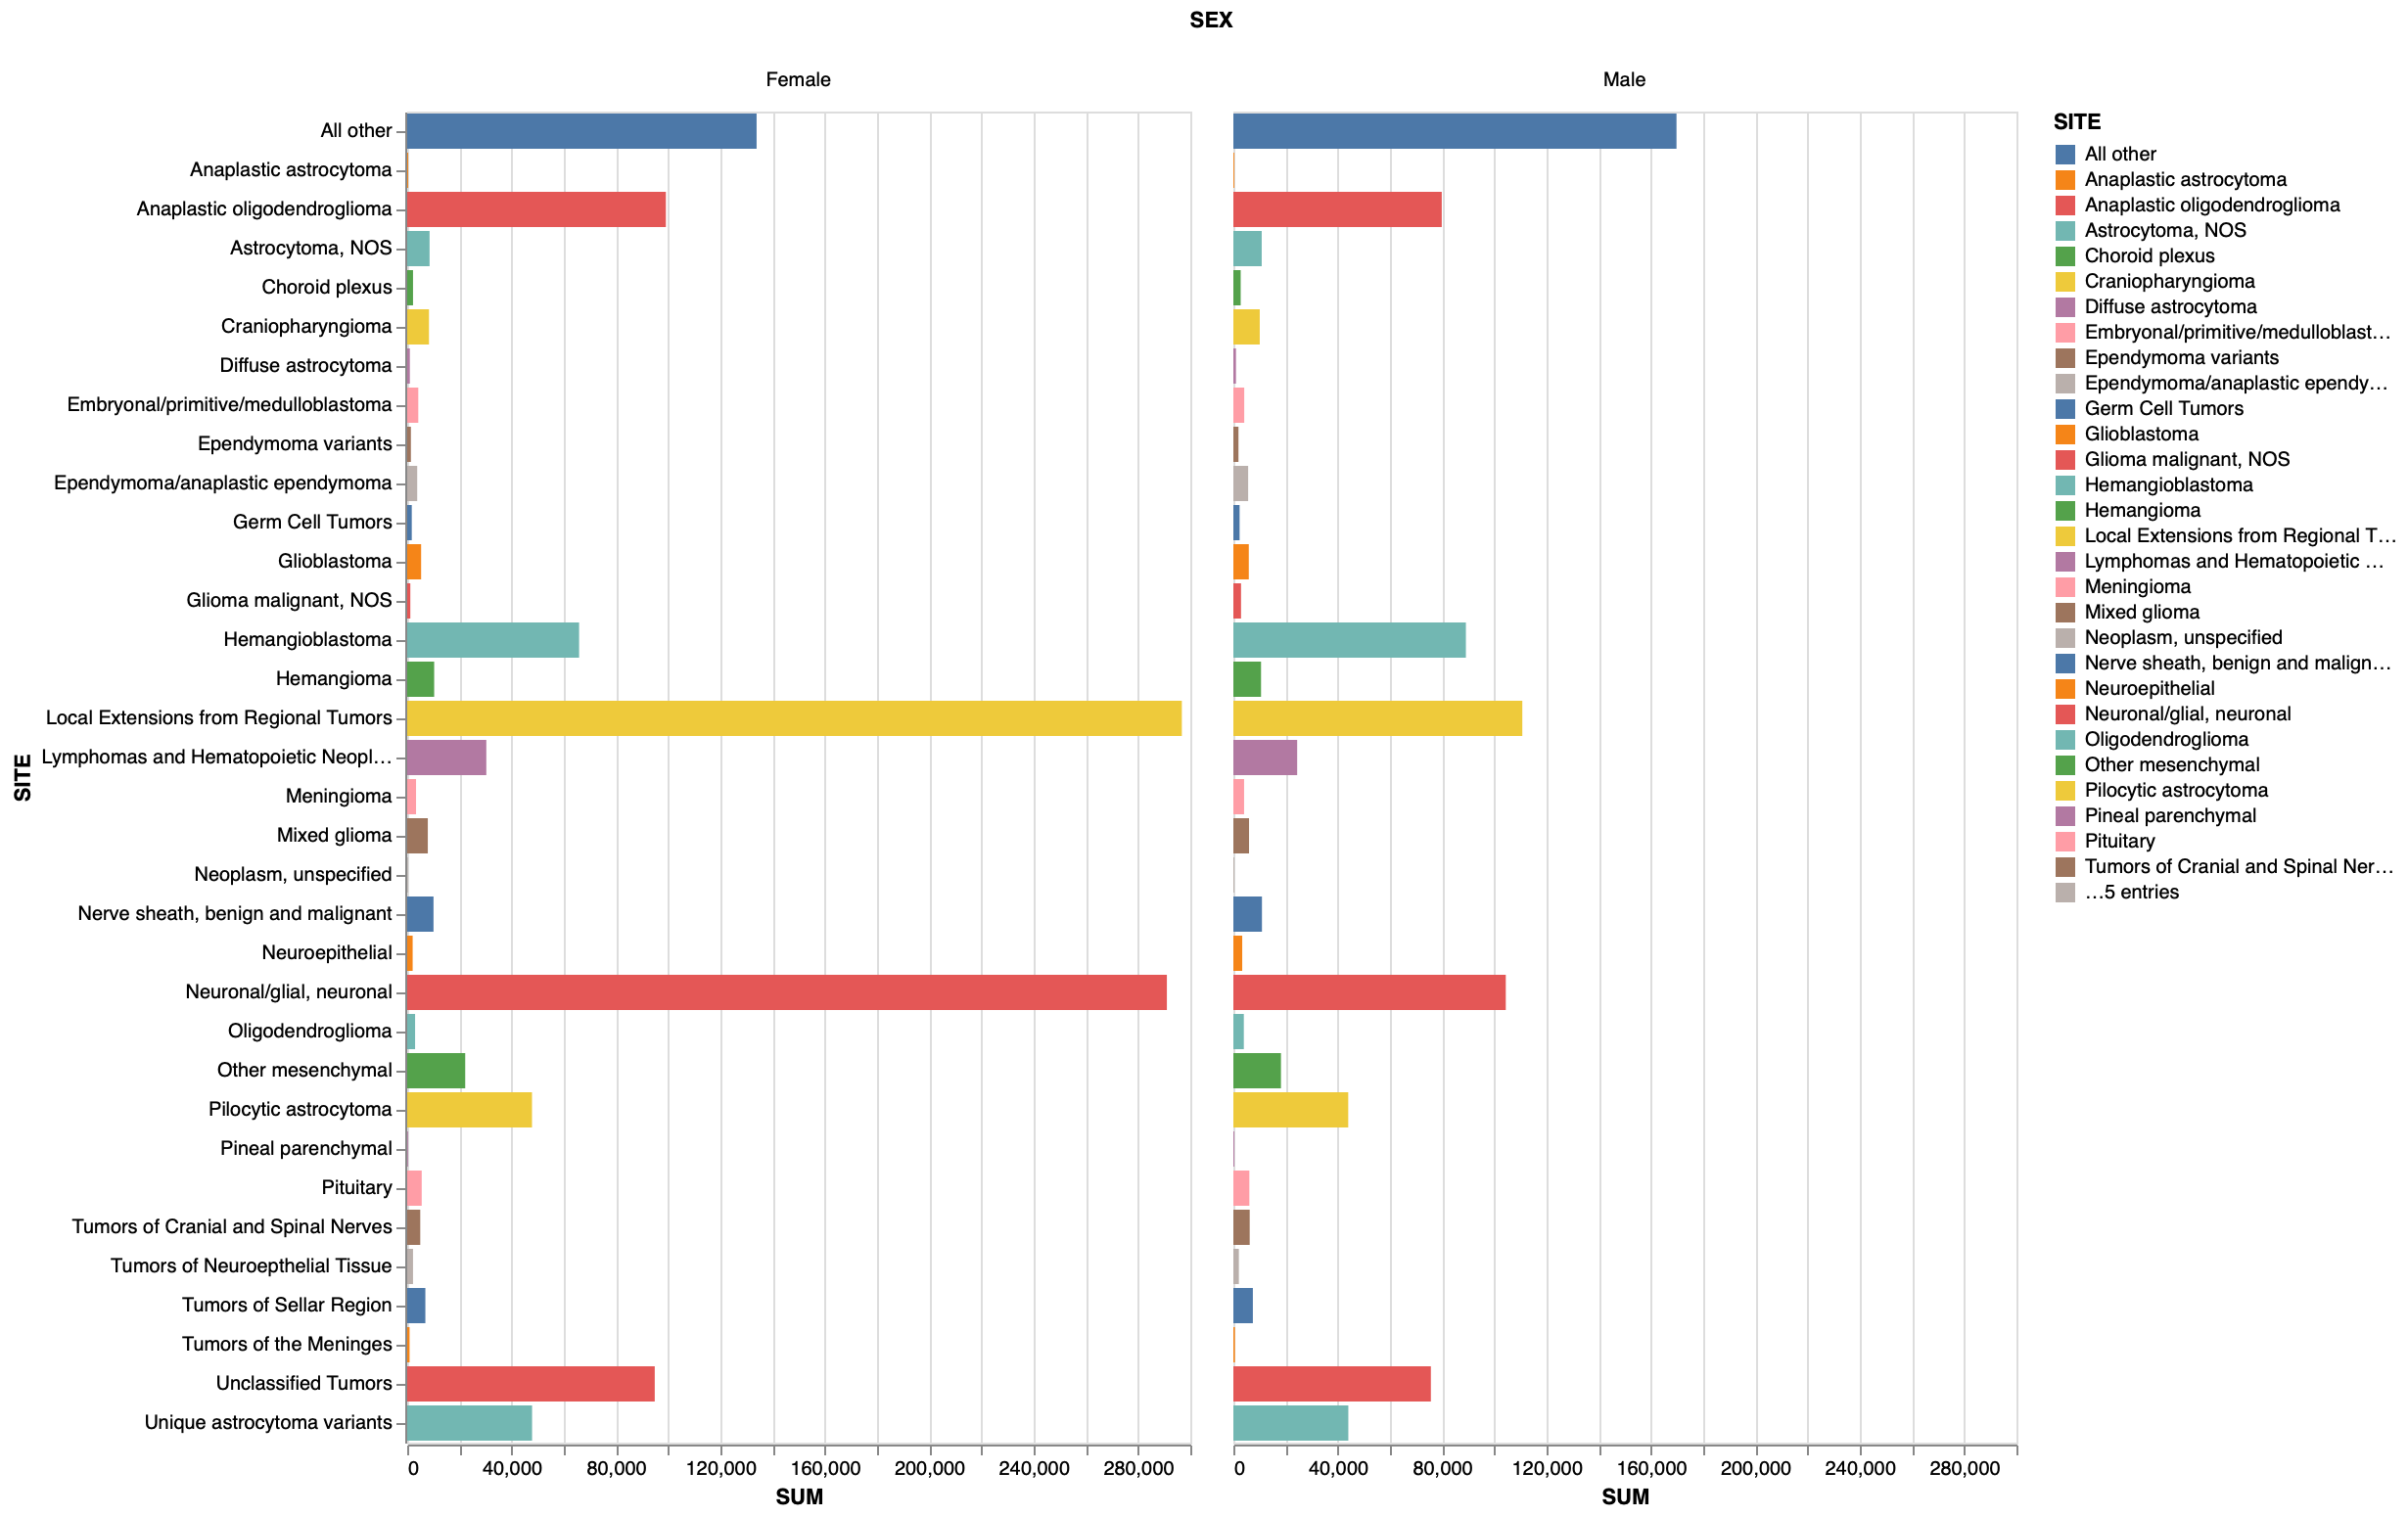 SEX
Female
Male
All other
Anaplastic astrocytoma
Anaplastic oligodendroglioma
Astrocytoma, NOS
Choroid plexus
Craniopharyngioma
Diffuse astrocytoma
Embryonal/primitive/medulloblastoma
Ependymoma variants
Ependymoma/anaplastic ependymoma
Germ Cell Tumors
Glioblastoma
Glioma malignant, NOS
Hemangioblastoma
Hemangioma
Local Extensions from Regional Tumors
Lymphomas and Hematopoietic Neopl…
Meningioma
Mixed glioma
Neoplasm, unspecified
Nerve sheath, benign and malignant
Neuroepithelial
Neuronal/glial, neuronal
Oligodendroglioma
Other mesenchymal
Pilocytic astrocytoma
Pineal parenchymal
Pituitary
Tumors of Cranial and Spinal Nerves
Tumors of Neuroepthelial Tissue
Tumors of Sellar Region
Tumors of the Meninges
Unclassified Tumors
Unique astrocytoma variants
SITE
0 40,000 80,000 120,000 160,000 200,000 240,000 280,000
SUM
0 40,000 80,000 120,000 160,000 200,000 240,000 280,000
SUM
SITE
All other
Anaplastic astrocytoma
Anaplastic oligodendroglioma
Astrocytoma, NOS
Choroid plexus
Craniopharyngioma
Diffuse astrocytoma
Embryonal/primitive/medulloblast…
Ependymoma variants
Ependymoma/anaplastic ependy…
Germ Cell Tumors
Glioblastoma
Glioma malignant, NOS
Hemangioblastoma
Hemangioma
Local Extensions from Regional T…
Lymphomas and Hematopoietic …
Meningioma
Mixed glioma
Neoplasm, unspecified
Nerve sheath, benign and malign…
Neuroepithelial
Neuronal/glial, neuronal
Oligodendroglioma
Other mesenchymal
Pilocytic astrocytoma
Pineal parenchymal
Pituitary
Tumors of Cranial and Spinal Ner…
…5 entries